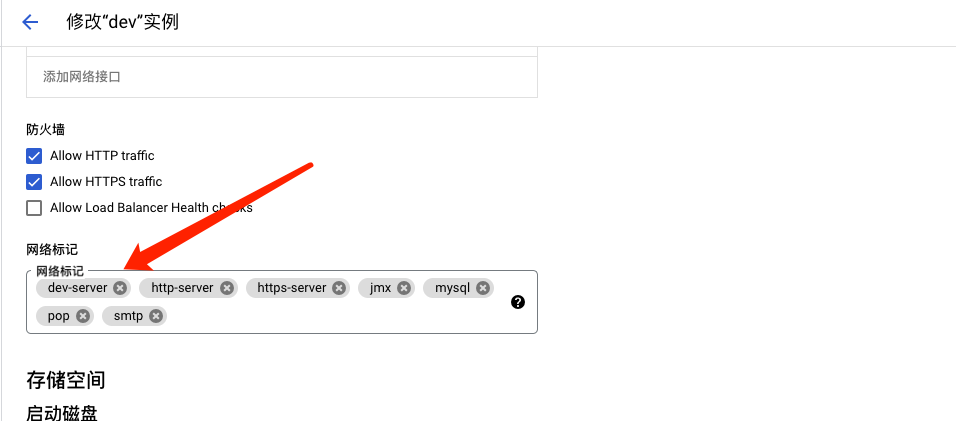 修改“dev”实例
添加网络接口
防火墙
Allow HTTP traffic
Allow HTTPS traffic
Allow Load Balancer Health checks
网络标记
网络标记
dev-server http-server https-server jmx mysql
pop smtp
存储空间
启动磁盘